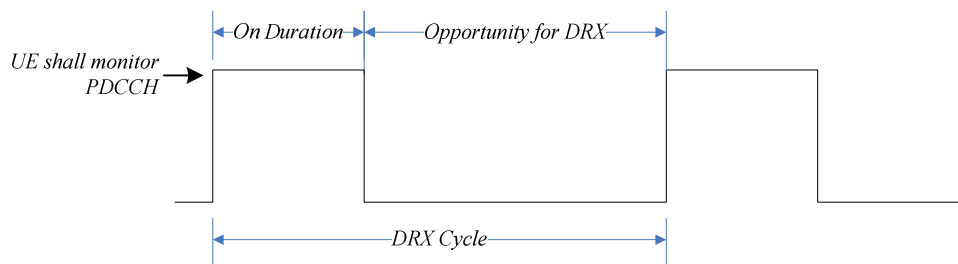 On Duration
Opportunity for DRX
UE shall monitor
PDCCH
DRX Cycle